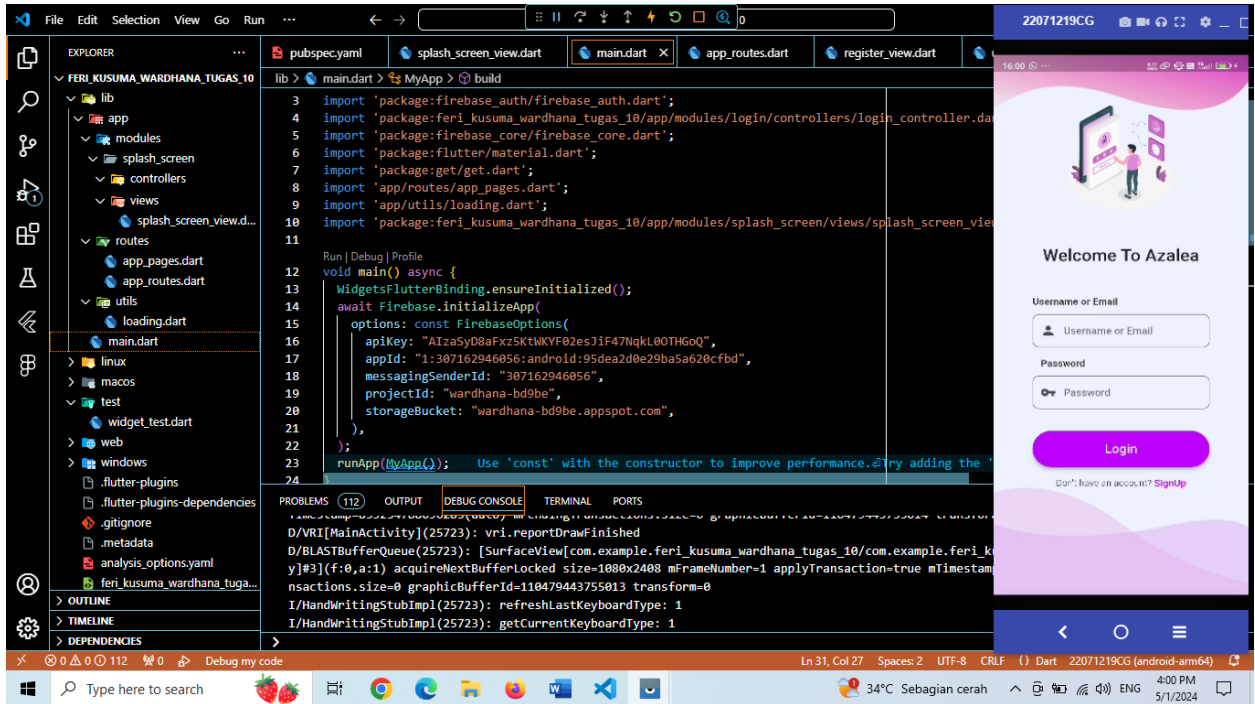 File Edit Selection View Go Run ...
EXPLORER
FERI_KUSUMA_WARDHANA_TUGAS_10
lib
app
modules
splash_screen
controllers
views
splash_screen_view.d...
routes
app_pages.dart
app_routes.dart
utils
loading.dart
main.dart
linux
macos
test
widget_test.dart
web
windows
.flutter-plugins
.flutter-plugins-dependencies
.gitignore
.metadata
analysis_options.yaml
feri_kusuma_wardhana_tuga...
OUTLINE
TIMELINE
DEPENDENCIES
pubspec.yaml splash_screen_view.dart main.dart app_routes.dart register_view.dart
lib > main.dart > MyApp > build
3 import 'package:firebase_auth/firebase_auth.dart';
4 import 'package:feri_kusuma_wardhana_tugas_10/app/modules/login/controllers/login_controller.da
5 import 'package:firebase_core/firebase_core.dart';
6 import 'package:flutter/material.dart';
7 import 'package:get/get.dart';
8 import 'app/routes/app_pages.dart';
9 import 'app/utils/loading.dart';
10 import 'package:feri_kusuma_wardhana_tugas_10/app/modules/splash_screen/views/splash_screen_vie
11
Run | Debug | Profile
12 void main() async {
13 WidgetsFlutterBinding.ensureInitialized();
14 await Firebase.initializeApp(
15 options: const FirebaseOptions(
16 apiKey: "AIzaSyD8aFxz5KtWKYF02esJiF47NqkL0OTHGoQ",
17 appId: "1:307162946056:android:95dea2d0e29ba5a620cfbd",
18 messagingSenderId: "307162946056",
19 projectId: "wardhana-bd9be",
20 storageBucket: "wardhana-bd9be.appspot.com",
21 ),
22 );
23 runApp(MyApp()); Use 'const' with the constructor to improve performance.⏎Try adding the '
24 }
PROBLEMS 112 OUTPUT DEBUG CONSOLE TERMINAL PORTS
D/VRI[MainActivity](25723): vri.reportDrawFinished
D/BLASTBufferQueue(25723): [SurfaceView[com.example.feri_kusuma_wardhana_tugas_10/com.example.feri_k
y]#3](f:0,a:1) acquireNextBufferLocked size=1080x2408 mFrameNumber=1 applyTransaction=true mTimestam
nsactions.size=0 graphicBufferId=110479443755013 transform=0
I/HandWritingStubImpl(25723): refreshLastKeyboardType: 1
I/HandWritingStubImpl(25723): getCurrentKeyboardType: 1
22071219CG
16:00
Welcome To Azalea
Username or Email
Username or Email
Password
Password
Login
Don't have an account? SignUp
0 0 112 0 Debug my code Ln 31, Col 27 Spaces: 2 UTF-8 CRLF {} Dart 22071219CG (android-arm64)
Type here to search 34°C Sebagian cerah ENG 4:00 PM
5/1/2024